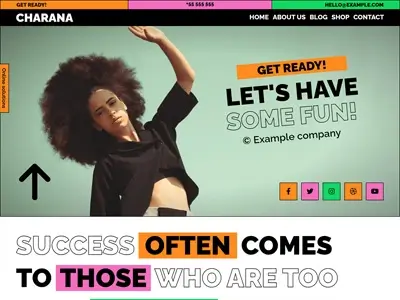 GET READY!
*55 555 555
HELLO@EXAMPLE.COM
CHARANA
HOME ABOUT US BLOG SHOP CONTACT
Online solutions
GET READY!
LET'S HAVE
SOME FUN!
© Example company
SUCCESS OFTEN COMES
TO THOSE WHO ARE TOO